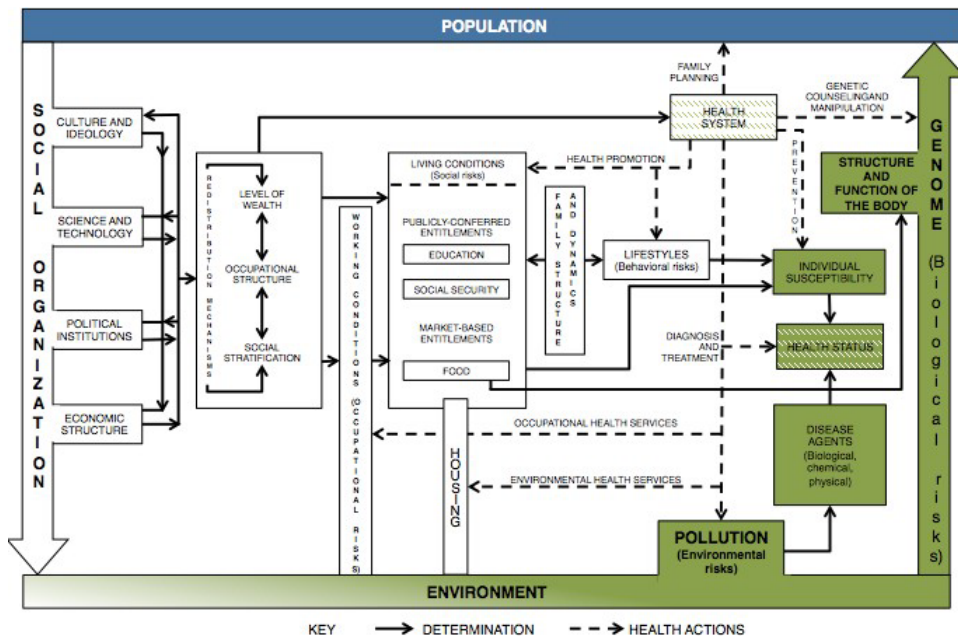 POPULATION
SOCIAL ORGANIZATION
CULTURE AND
IDEOLOGY
SCIENCE AND
TECHNOLOGY
POLITICAL
INSTITUTIONS
ECONOMIC
STRUCTURE
REDISTRIBUTION MECHANISMS
LEVEL OF
WEALTH
OCCUPATIONAL
STRUCTURE
SOCIAL
STRATIFICATION
WORKING CONDITIONS (OCCUPATIONAL RISKS)
LIVING CONDITIONS
(Social risks)
PUBLICLY-CONFERRED
ENTITLEMENTS
EDUCATION
SOCIAL SECURITY
MARKET-BASED
ENTITLEMENTS
FOOD
HOUSING
FAMILY STRUCTURE
AND DYNAMICS
FAMILY
PLANNING
HEALTH
SYSTEM
HEALTH PROMOTION
GENETIC
COUNSELINGAND
MANIPULATION
PREVENTION
LIFESTYLES
(Behavioral risks)
STRUCTURE
AND
FUNCTION OF
THE BODY
INDIVIDUAL
SUSCEPTIBILITY
DIAGNOSIS
AND
TREATMENT
HEALTH STATUS
OCCUPATIONAL HEALTH SERVICES
ENVIRONMENTAL HEALTH SERVICES
DISEASE
AGENTS
(Biological,
chemical,
physical)
POLLUTION
(Environmental
risks)
GENOME (Biological risks)
ENVIRONMENT
KEY
DETERMINATION
HEALTH ACTIONS